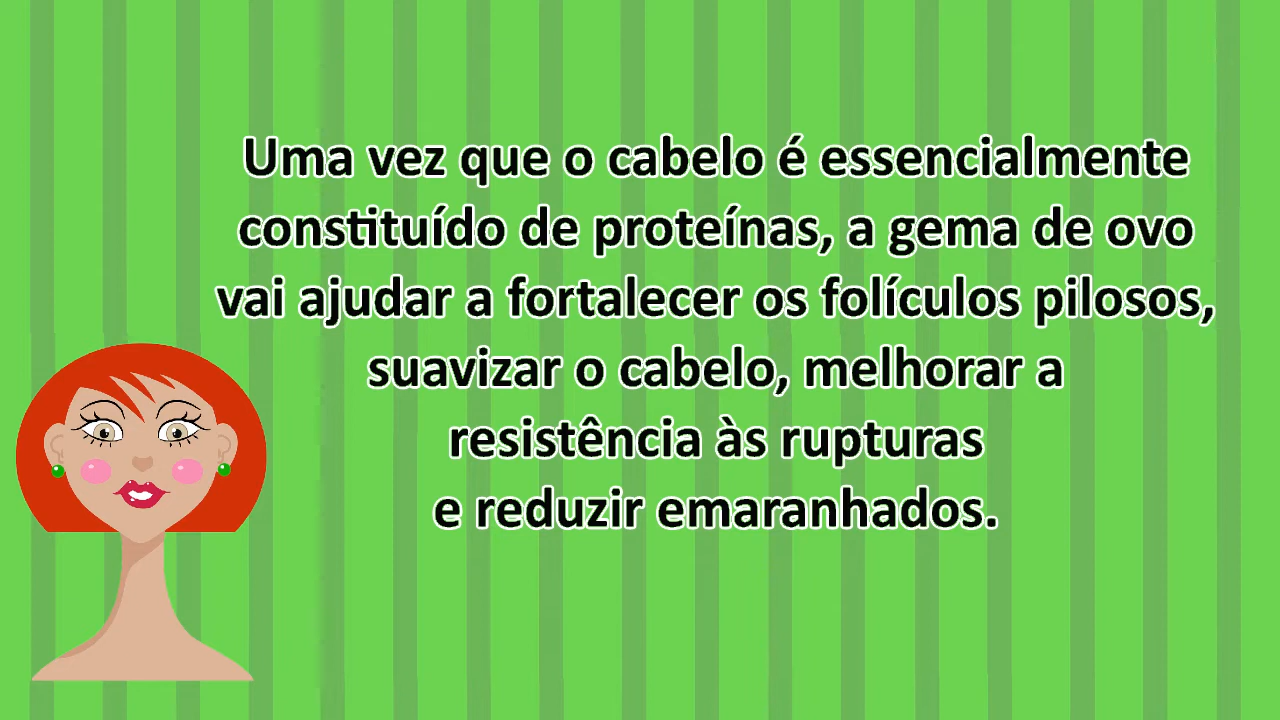 Uma vez que o cabelo é essencialmente
constituído de proteínas, a gema de ovo
vai ajudar a fortalecer os folículos pilosos,
suavizar o cabelo, melhorar a
resistência às rupturas
e reduzir emaranhados.